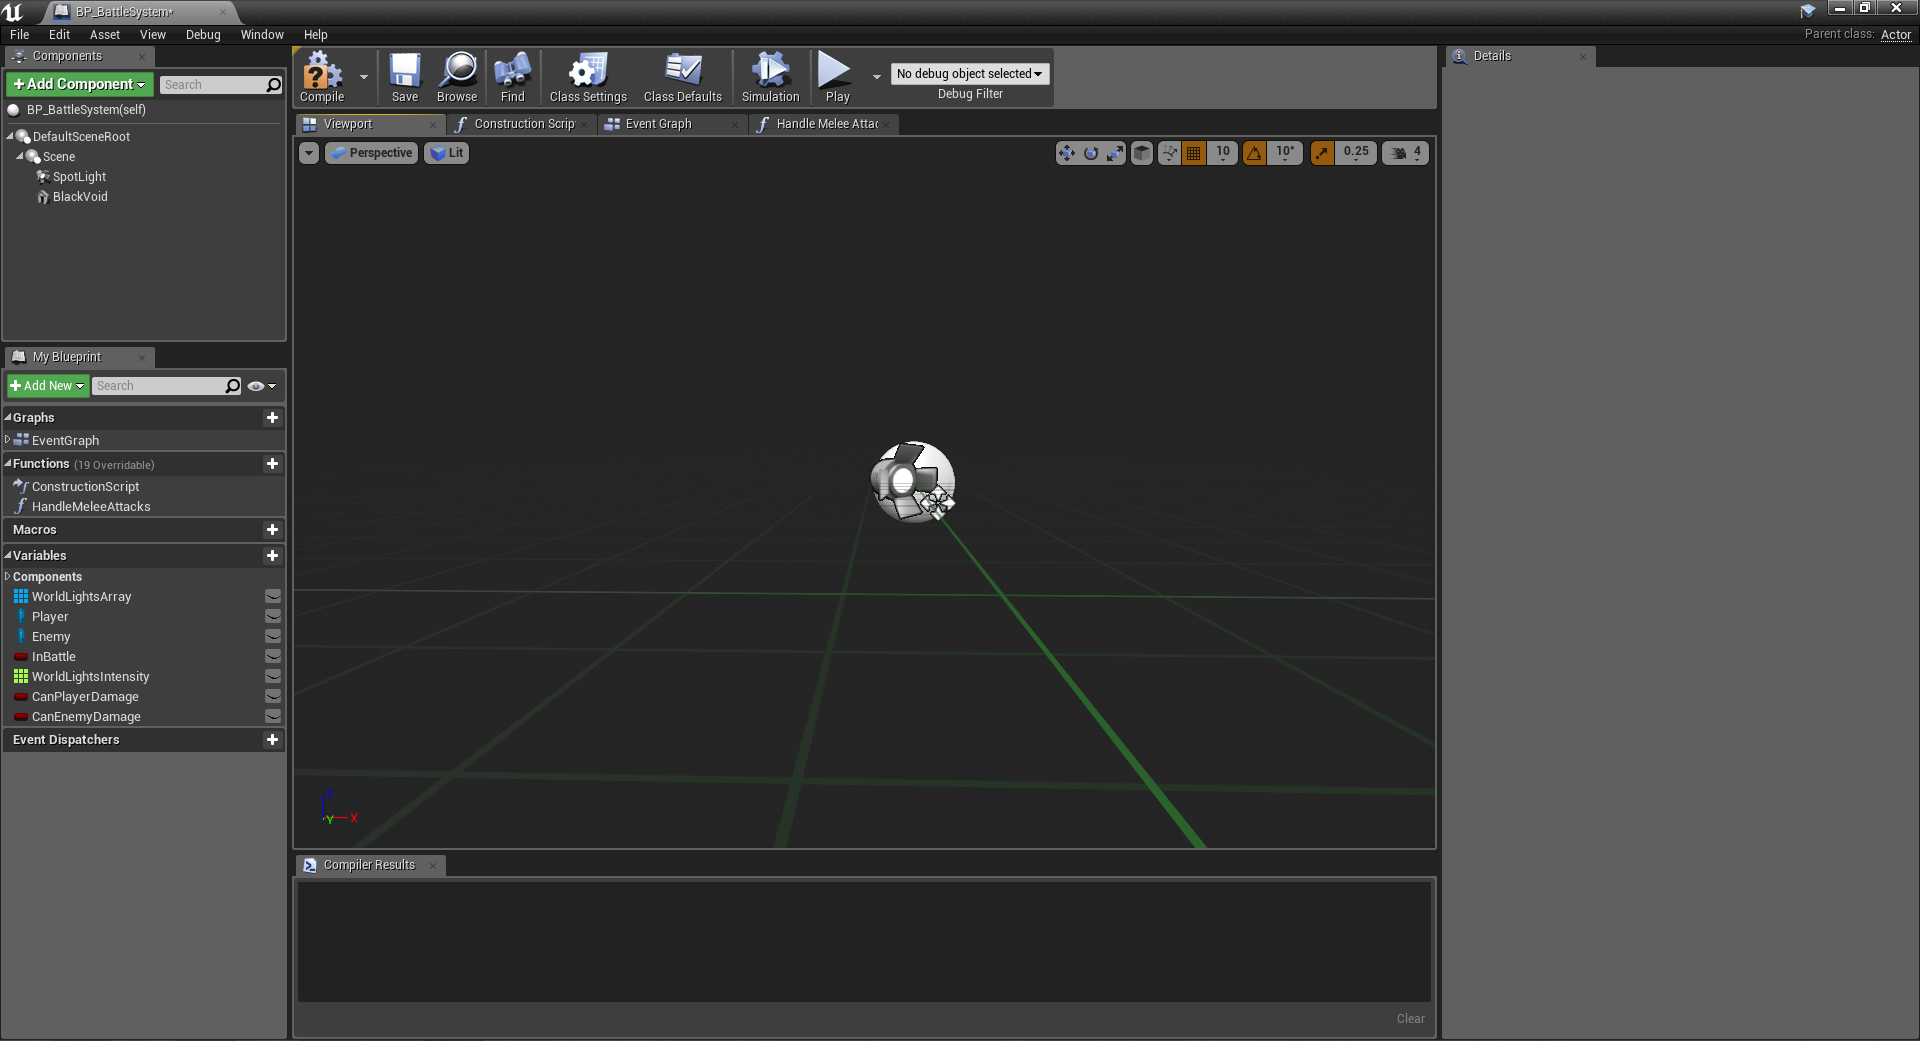 BP_BattleSystem*
File Edit Asset View Debug Window Help
Parent class: Actor
Components
Add Component
Search
BP_BattleSystem(self)
DefaultSceneRoot
Scene
SpotLight
BlackVoid
Compile
Save
Browse
Find
Class Settings
Class Defaults
Simulation
Play
No debug object selected
Debug Filter
Viewport
Construction Scrip
Event Graph
Handle Melee Attac
Perspective
Lit
10
10°
0.25
4
Z
Y
X
My Blueprint
Add New
Search
Graphs
EventGraph
Functions (19 Overridable)
ConstructionScript
HandleMeleeAttacks
Macros
Variables
Components
WorldLightsArray
Player
Enemy
InBattle
WorldLightsIntensity
CanPlayerDamage
CanEnemyDamage
Event Dispatchers
Compiler Results
Clear
Details